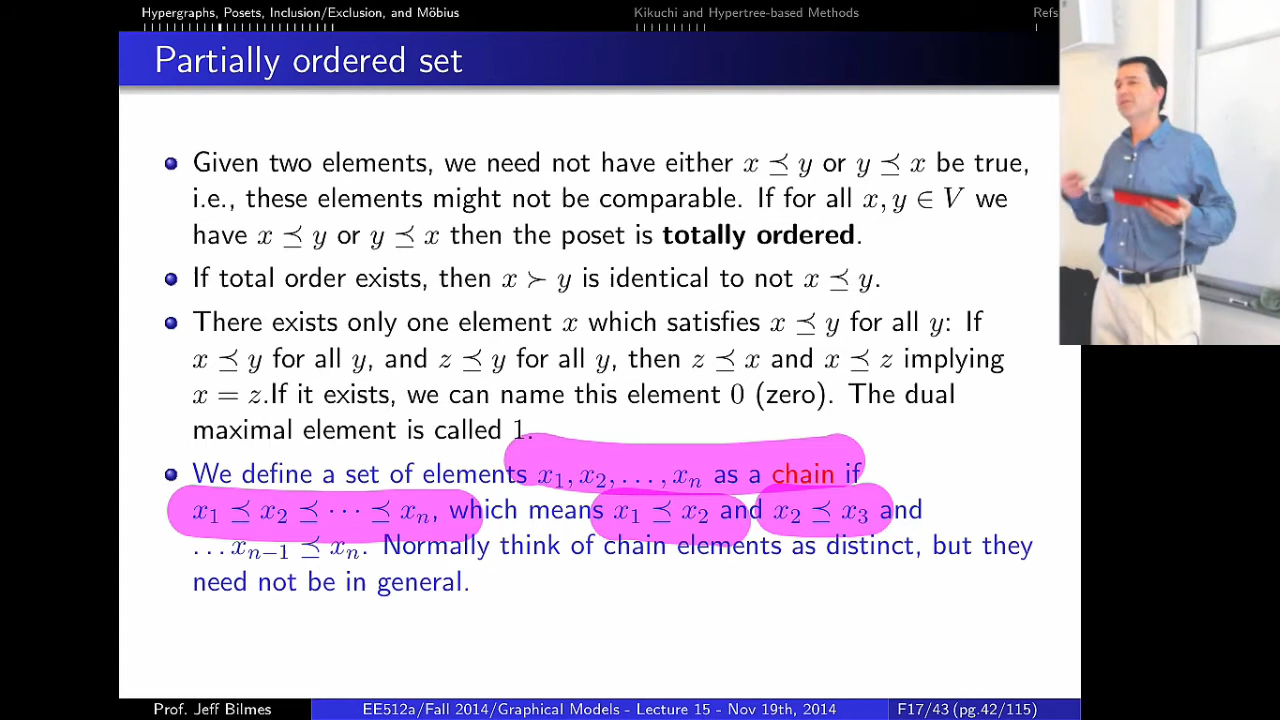 Hypergraphs, Posets, Inclusion/Exclusion, and Möbius Kikuchi and Hypertree-based Methods Refs
Partially ordered set
Given two elements, we need not have either x ⪯ y or y ⪯ x be true,
i.e., these elements might not be comparable. If for all x, y ∈ V we
have x ⪯ y or y ⪯ x then the poset is totally ordered.
If total order exists, then x ≻ y is identical to not x ⪯ y.
There exists only one element x which satisfies x ⪯ y for all y: If
x ⪯ y for all y, and z ⪯ y for all y, then z ⪯ x and x ⪯ z implying
x = z.If it exists, we can name this element 0 (zero). The dual
maximal element is called 1.
We define a set of elements x₁, x₂, . . . , xₙ as a chain if
x₁ ⪯ x₂ ⪯ · · · ⪯ xₙ, which means x₁ ⪯ x₂ and x₂ ⪯ x₃ and
. . . xₙ₋₁ ⪯ xₙ. Normally think of chain elements as distinct, but they
need not be in general.
Prof. Jeff Bilmes EE512a/Fall 2014/Graphical Models - Lecture 15 - Nov 19th, 2014 F17/43 (pg.42/115)